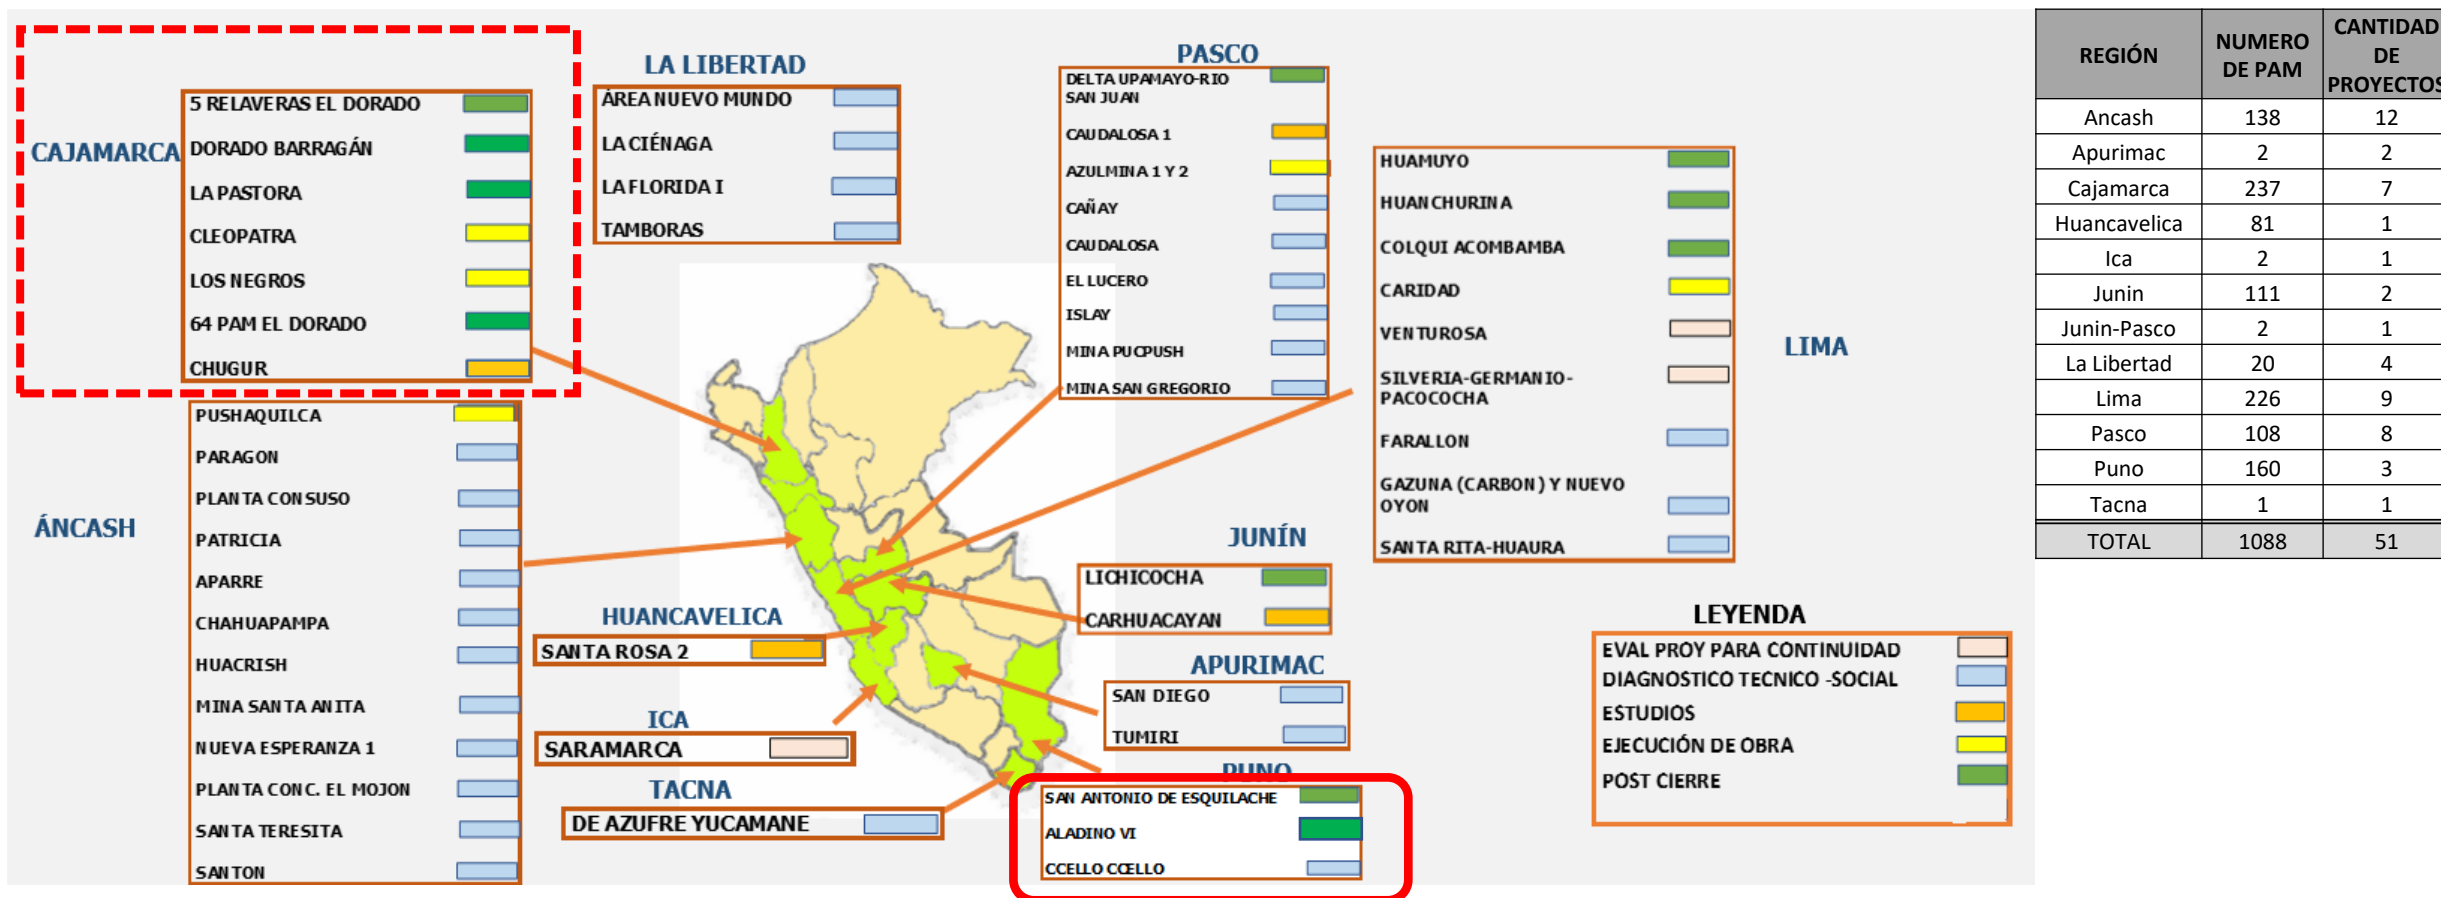 CAJAMARCA
5 RELAVERAS EL DORADO
DORADO BARRAGÁN
LA PASTORA
CLEOPATRA
LOS NEGROS
64 PAM EL DORADO
CHUGUR
LA LIBERTAD
ÁREA NUEVO MUNDO
LA CIÉNAGA
LA FLORIDA I
TAMBORAS
PASCO
DELTA UPAMAYO-RIO
SAN JUAN
CAUDALOSA 1
AZULMINA 1 Y 2
CAÑAY
CAUDALOSA
EL LUCERO
ISLAY
MINA PUCPUSH
MINA SAN GREGORIO
LIMA
HUAMUYO
HUANCHURINA
COLQUI ACOMBAMBA
CARIDAD
VENTUROSA
SILVERIA-GERMANIO-
PACOCOCHA
FARALLON
GAZUNA (CARBON) Y NUEVO
OYON
SANTA RITA-HUAURA
ÁNCASH
PUSHAQUILCA
PARAGON
PLANTA CONSUSO
PATRICIA
APARRE
CHAHUAPAMPA
HUACRISH
MINA SANTA ANITA
NUEVA ESPERANZA 1
PLANTA CONC. EL MOJON
SANTA TERESITA
SANTON
HUANCAVELICA
SANTA ROSA 2
ICA
SARAMARCA
TACNA
DE AZUFRE YUCAMANE
JUNÍN
LICHICOCHA
CARHUACAYAN
APURIMAC
SAN DIEGO
TUMIRI
PUNO
SAN ANTONIO DE ESQUILACHE
ALADINO VI
CCELLO CCELLO
LEYENDA
EVAL PROY PARA CONTINUIDAD
DIAGNOSTICO TECNICO -SOCIAL
ESTUDIOS
EJECUCIÓN DE OBRA
POST CIERRE
REGIÓN NUMERO DE PAM CANTIDAD DE PROYECTOS
Ancash 138 12
Apurimac 2 2
Cajamarca 237 7
Huancavelica 81 1
Ica 2 1
Junin 111 2
Junin-Pasco 2 1
La Libertad 20 4
Lima 226 9
Pasco 108 8
Puno 160 3
Tacna 1 1
TOTAL 1088 51